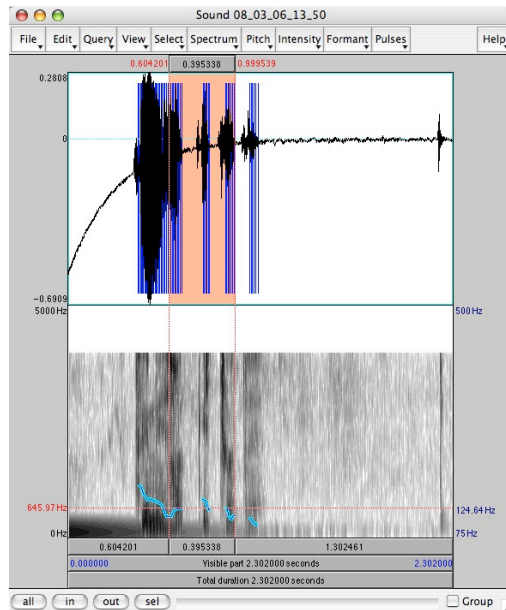 Sound 08_03_06_13_50
File Edit Query View Select Spectrum Pitch Intensity Formant Pulses Help
0.604201 0.395338 0.999539
0.2808
0
-0.6909
5000 Hz 500 Hz
645.97 Hz 124.64 Hz
0 Hz 75 Hz
0.604201 0.395338 1.302461
0.000000 Visible part 2.302000 seconds 2.302000
Total duration 2.302000 seconds
all in out sel Group